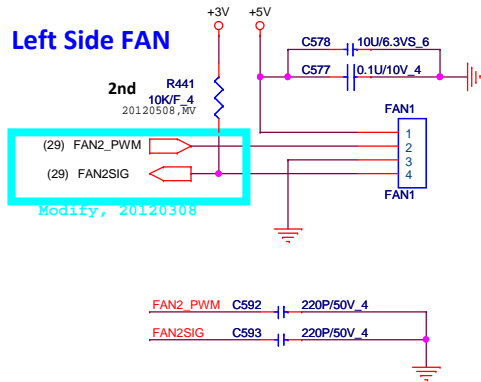 +3V +5V
Left Side FAN
C578 10U/6.3VS_6
C577 0.1U/10V_4
2nd R441
10K/F_4
20120508,MV
FAN1
(29) FAN2_PWM
(29) FAN2SIG
1
2
3
4
FAN1
Modify, 20120308
FAN2_PWM C592 220P/50V_4
FAN2SIG C593 220P/50V_4